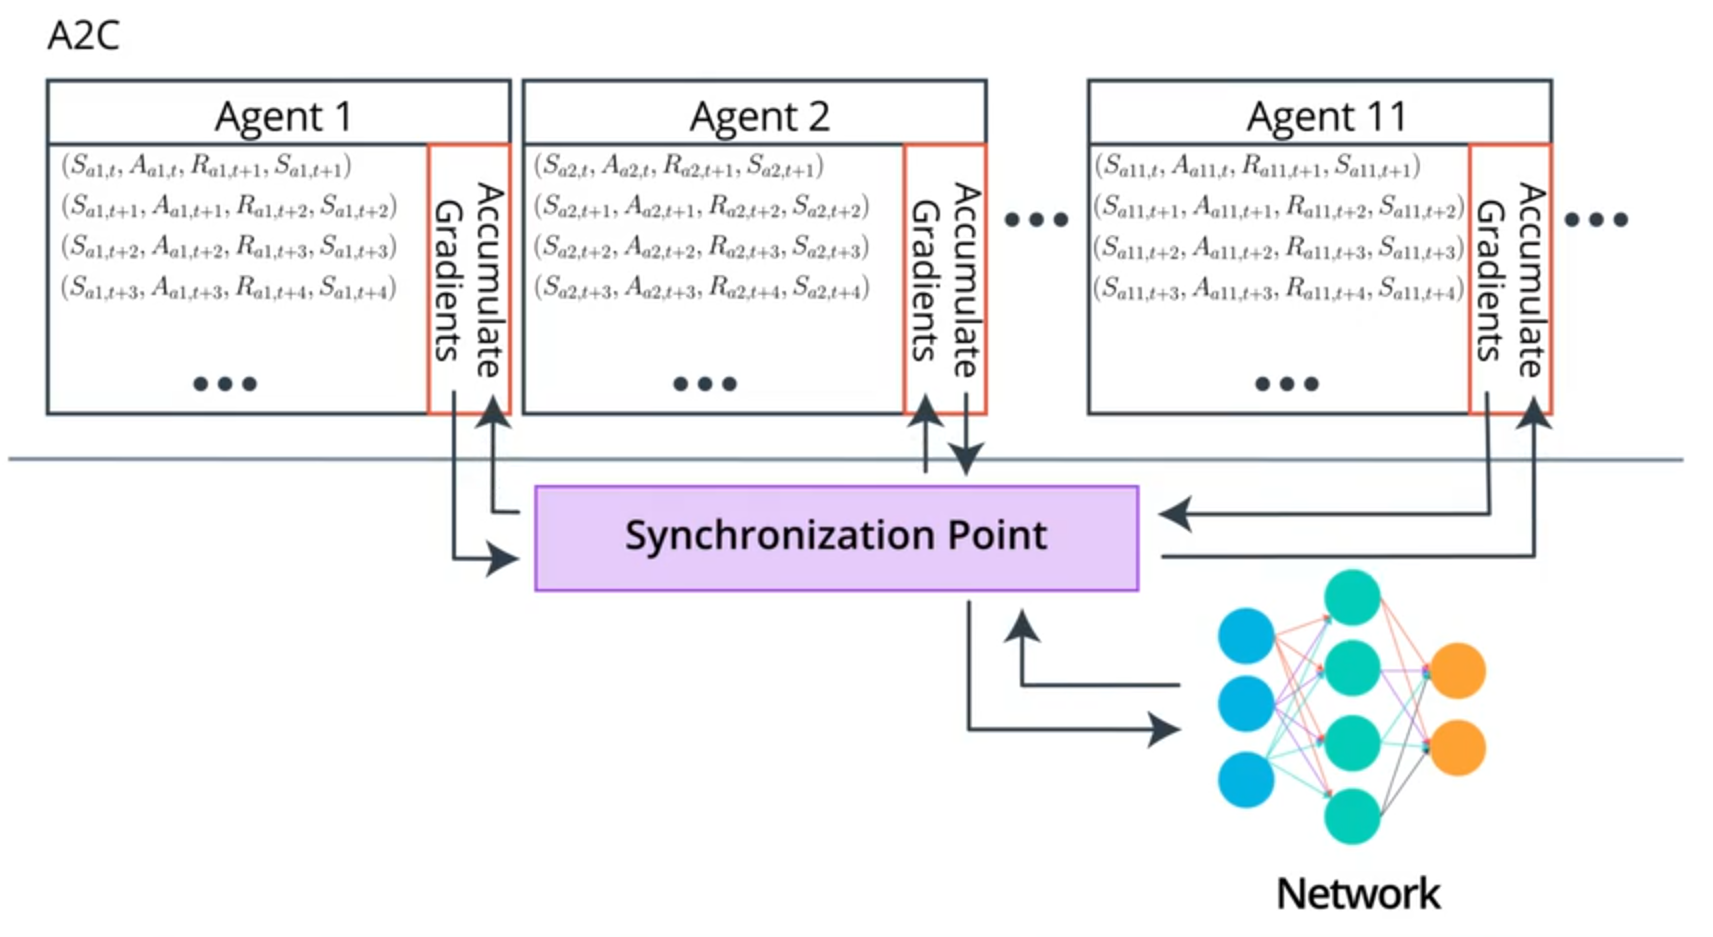 A2C
Agent 1
(S_{a1,t}, A_{a1,t}, R_{a1,t+1}, S_{a1,t+1})
(S_{a1,t+1}, A_{a1,t+1}, R_{a1,t+2}, S_{a1,t+2})
(S_{a1,t+2}, A_{a1,t+2}, R_{a1,t+3}, S_{a1,t+3})
(S_{a1,t+3}, A_{a1,t+3}, R_{a1,t+4}, S_{a1,t+4})
Accumulate
Gradients
Agent 2
(S_{a2,t}, A_{a2,t}, R_{a2,t+1}, S_{a2,t+1})
(S_{a2,t+1}, A_{a2,t+1}, R_{a2,t+2}, S_{a2,t+2})
(S_{a2,t+2}, A_{a2,t+2}, R_{a2,t+3}, S_{a2,t+3})
(S_{a2,t+3}, A_{a2,t+3}, R_{a2,t+4}, S_{a2,t+4})
Accumulate
Gradients
Agent 11
(S_{a11,t}, A_{a11,t}, R_{a11,t+1}, S_{a11,t+1})
(S_{a11,t+1}, A_{a11,t+1}, R_{a11,t+2}, S_{a11,t+2})
(S_{a11,t+2}, A_{a11,t+2}, R_{a11,t+3}, S_{a11,t+3})
(S_{a11,t+3}, A_{a11,t+3}, R_{a11,t+4}, S_{a11,t+4})
Accumulate
Gradients
Synchronization Point
Network